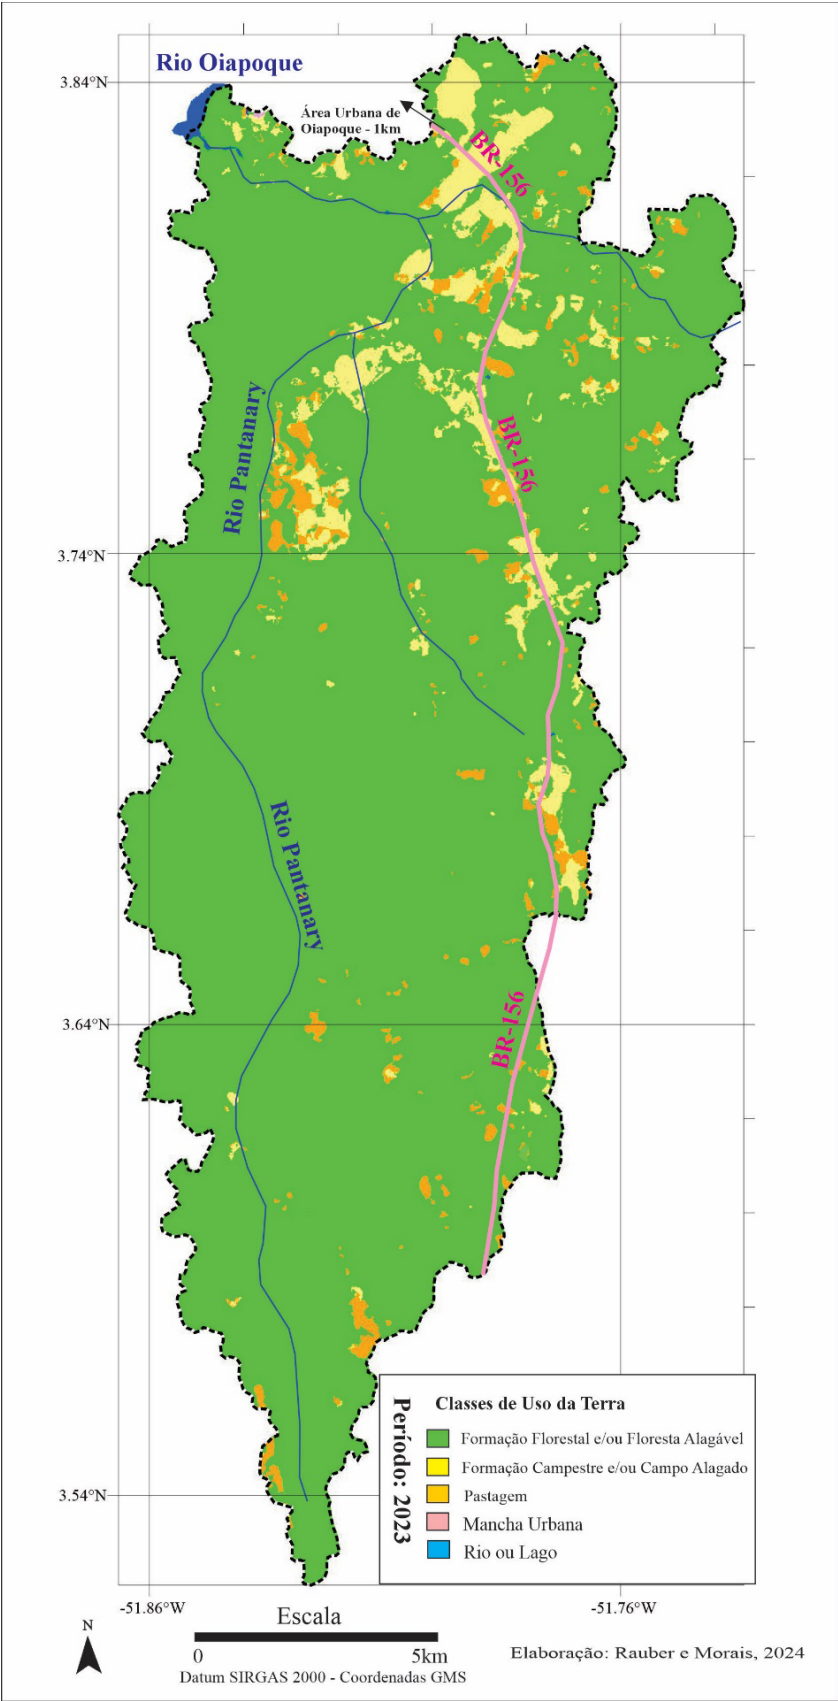 Rio Oiapoque
3.84°N
Área Urbana de
Oiapoque - 1km
BR-156
Rio Pantanary
BR-156
3.74°N
Rio Pantanary
BR-156
3.64°N
Classes de Uso da Terra
Período: 2023
Formação Florestal e/ou Floresta Alagável
Formação Campestre e/ou Campo Alagado
Pastagem
Mancha Urbana
Rio ou Lago
3.54°N
-51.86°W
-51.76°W
Escala
N
0
5km
Datum SIRGAS 2000 - Coordenadas GMS
Elaboração: Rauber e Morais, 2024